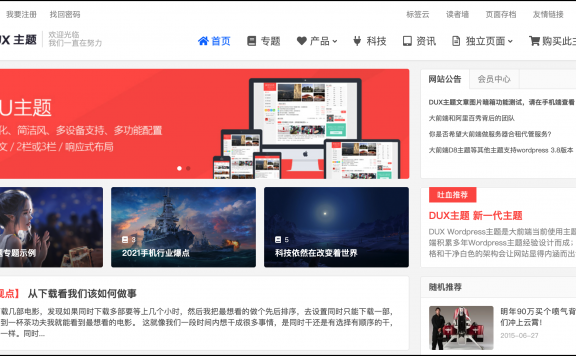 我要注册 找回密码
标签云 读者墙 页面存档 友情链接
DUX 主题
欢迎光临
我们一直在努力
首页 专题 产品 科技 资讯 独立页面 购买此主
U主题
化、简洁风、多设备支持、多功能配置
文 / 2栏或3栏 / 响应式布局
网站公告 会员中心
DUX主题文章图片端箱功能测试，请在手机端查看
大前端和阿里百秀背后的团队
你是否希望大前端做服务器合租代管服务?
大前端D8主题等其他主题支持wordpress 3.8版本
专题示例
3
2021手机行业爆点
5
科技依然在改变着世界
吐血推荐
DUX主题 新一代主题
DUX Wordpress主题是大前端当前使用主题
端积累多年Wordpress主题经验设计而成；
格和干净白色的架构会让网站显得内涵而出
观点】 从下载看我们该如何做事
载几部电影，发现如果同时下载多部要等上几个小时，然后我把最想看的做个先后排序，去设置同时只能下载一部，
到一杯茶功夫我就能看到最想看的电影。 这就像我们一段时间内想干成很多事情，是同时干还是有选择有顺序的干，
一样。同时...
随机推荐
明年90万买个喷气背
们冲上云霄!
2015-06-27